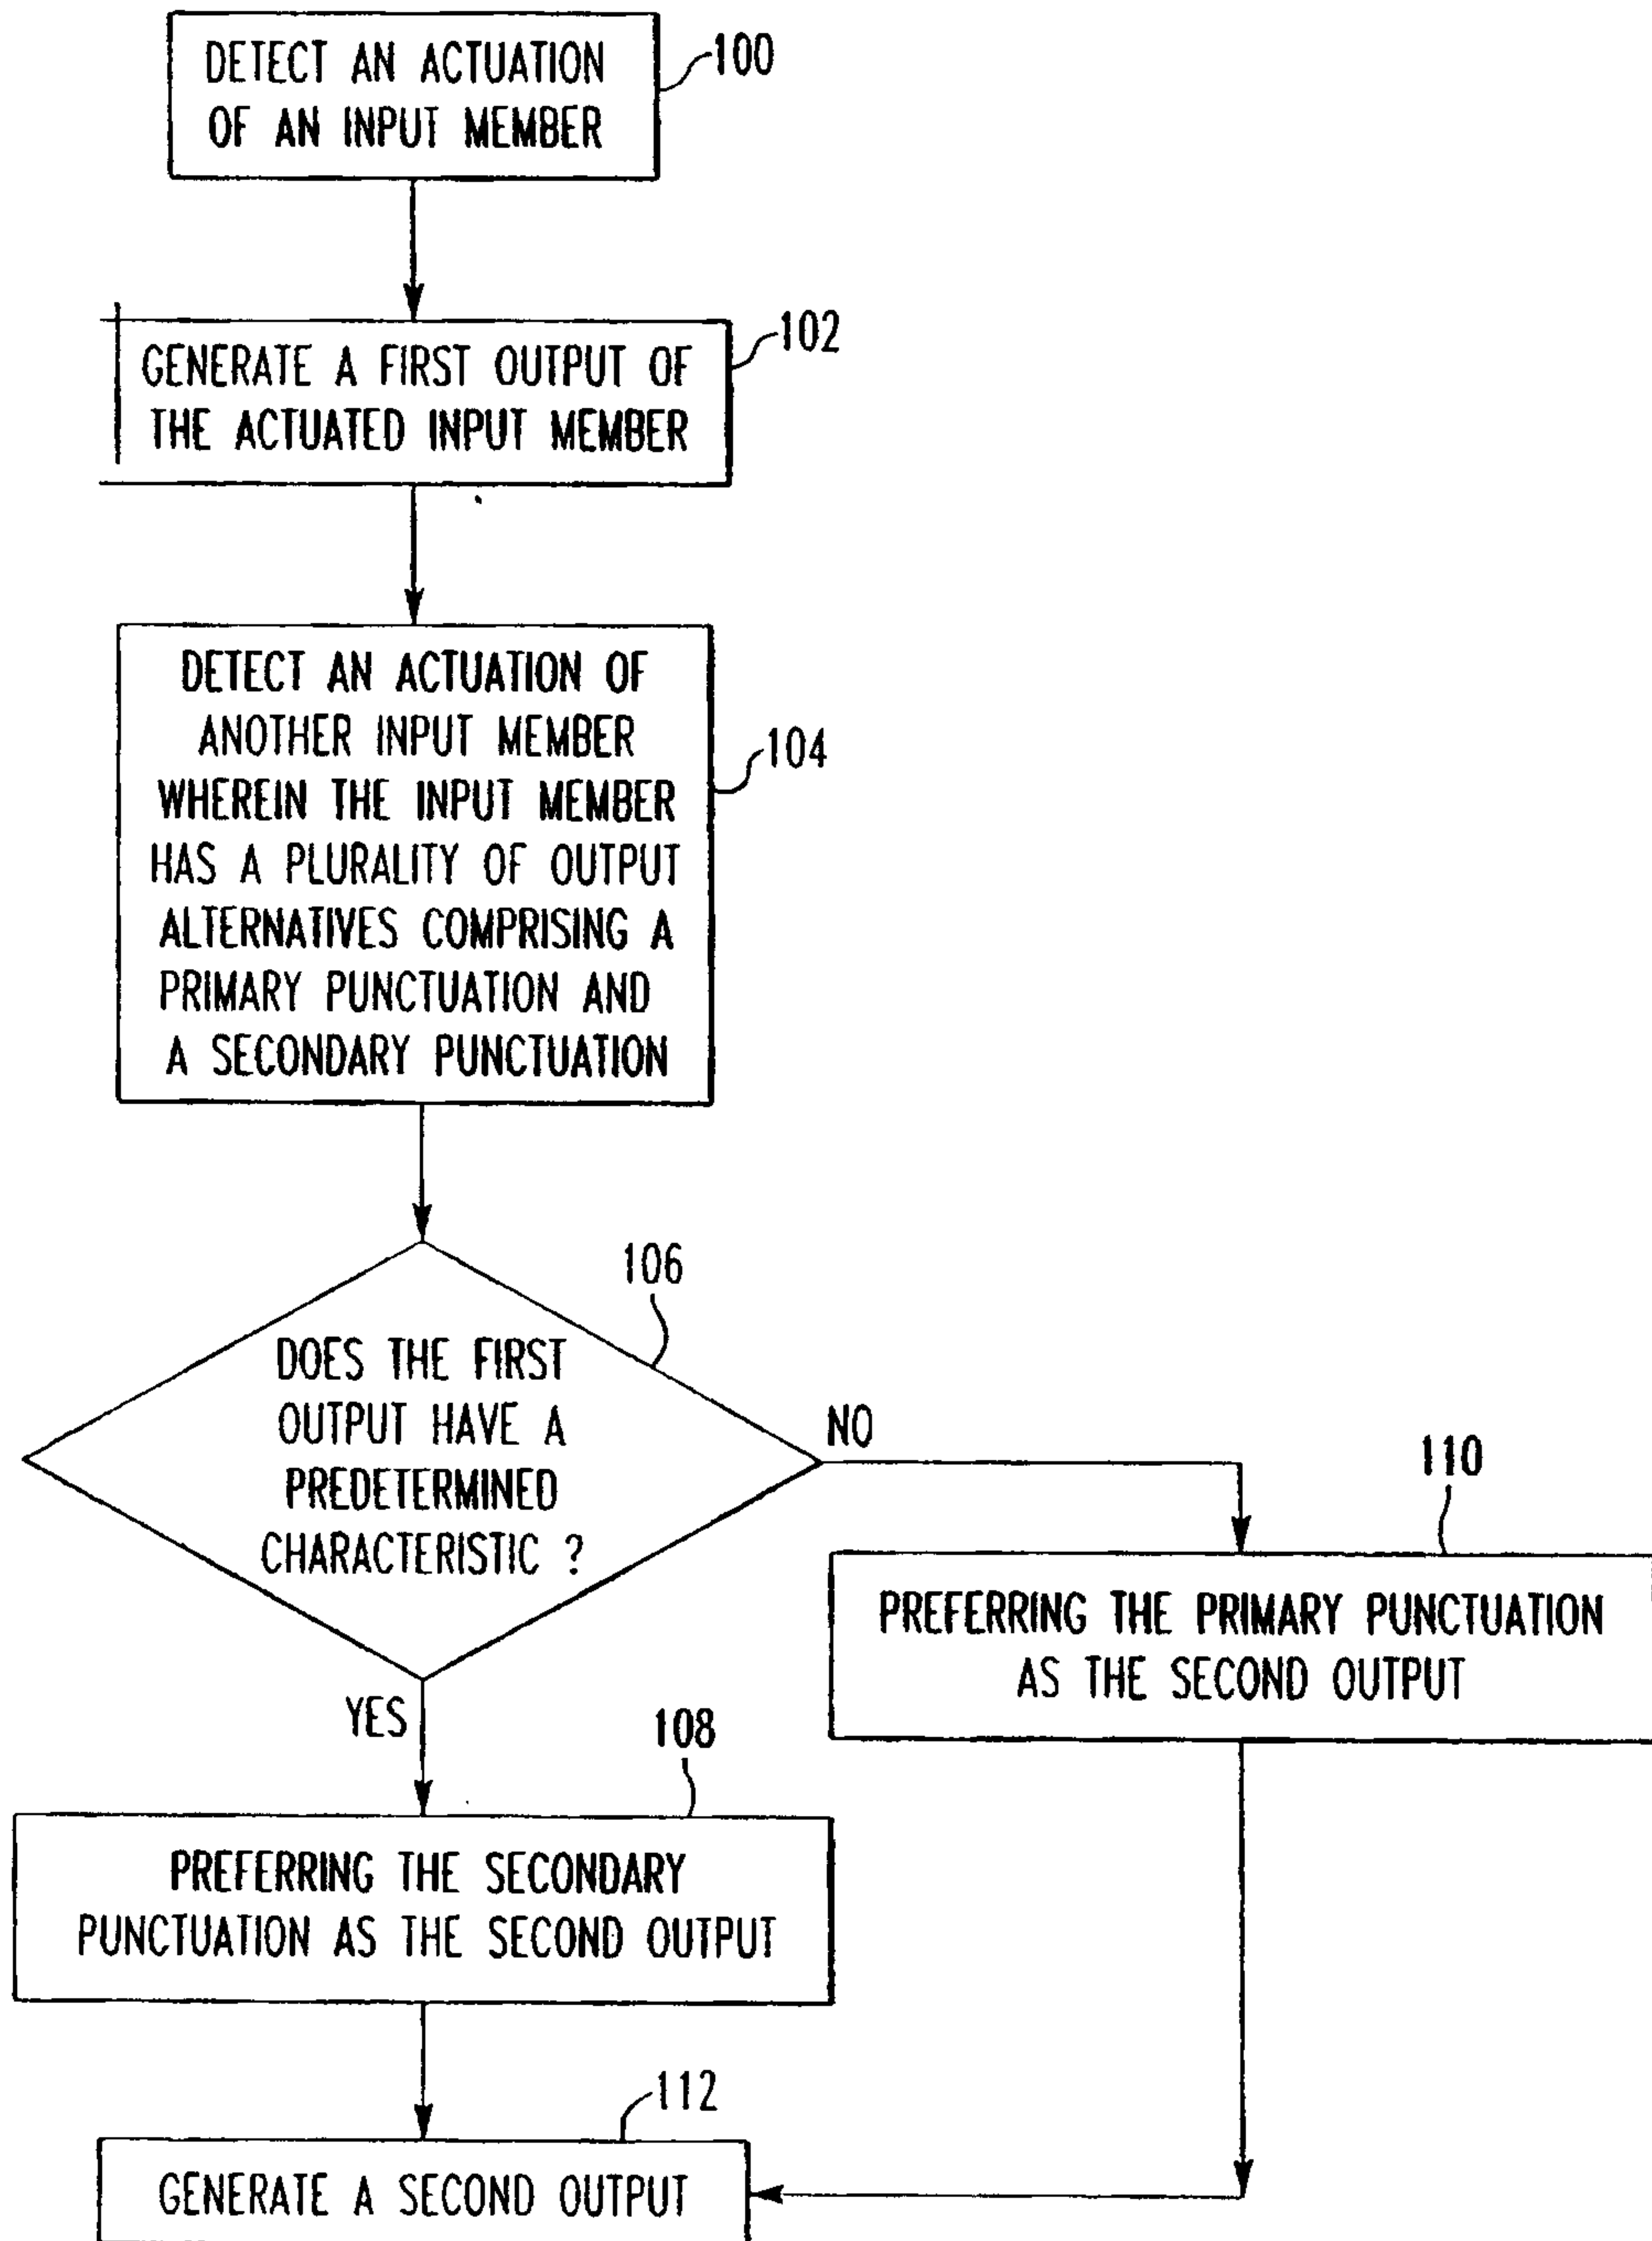 DETECT AN ACTUATION
OF AN INPUT MEMBER
100
GENERATE A FIRST OUTPUT OF
THE ACTUATED INPUT MEMBER
102
DETECT AN ACTUATION OF
ANOTHER INPUT MEMBER
WHEREIN THE INPUT MEMBER
HAS A PLURALITY OF OUTPUT
ALTERNATIVES COMPRISING A
PRIMARY PUNCTUATION AND
A SECONDARY PUNCTUATION
104
106
DOES THE FIRST
OUTPUT HAVE A
PREDETERMINED
CHARACTERISTIC ?
NO
110
PREFERRING THE PRIMARY PUNCTUATION
AS THE SECOND OUTPUT
YES
108
PREFERRING THE SECONDARY
PUNCTUATION AS THE SECOND OUTPUT
112
GENERATE A SECOND OUTPUT